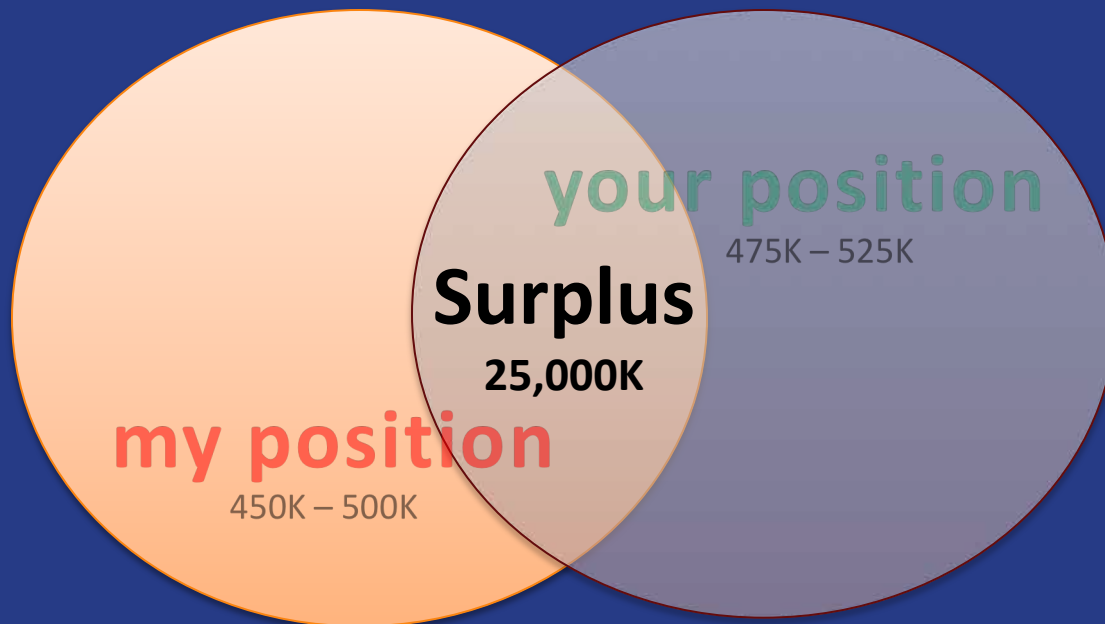 your position
475K – 525K
Surplus
25,000K
my position
450K – 500K